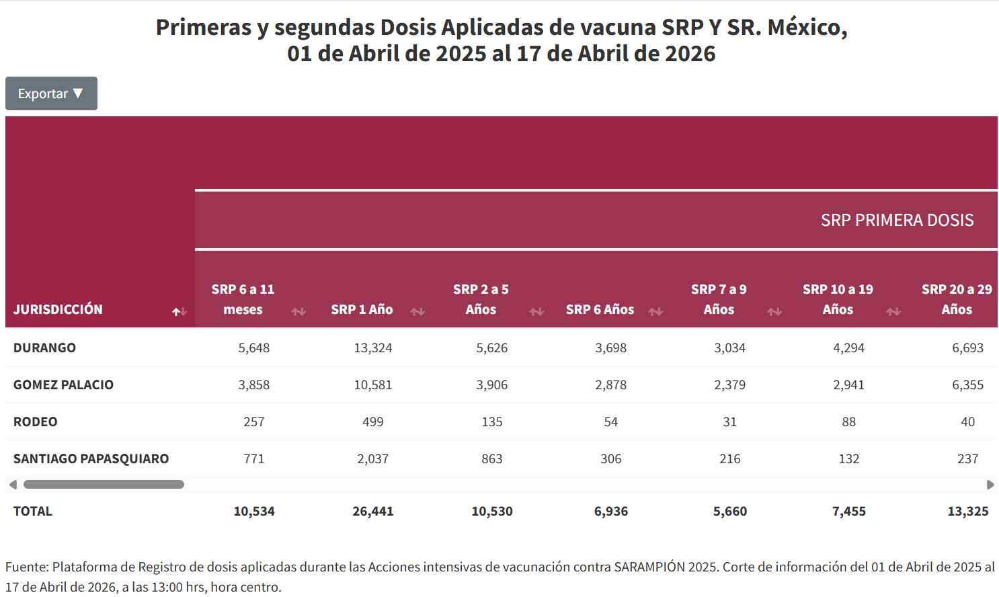 Primeras y segundas Dosis Aplicadas de vacuna SRP Y SR. México,
01 de Abril de 2025 al 17 de Abril de 2026
Exportar ▼
SRP PRIMERA DOSIS
JURISDICCIÓN SRP 6 a 11 meses SRP 1 Año SRP 2 a 5 Años SRP 6 Años SRP 7 a 9 Años SRP 10 a 19 Años SRP 20 a 29 Años
DURANGO 5,648 13,324 5,626 3,698 3,034 4,294 6,693
GOMEZ PALACIO 3,858 10,581 3,906 2,878 2,379 2,941 6,355
RODEO 257 499 135 54 31 88 40
SANTIAGO PAPASQUIARO 771 2,037 863 306 216 132 237
TOTAL 10,534 26,441 10,530 6,936 5,660 7,455 13,325
Fuente: Plataforma de Registro de dosis aplicadas durante las Acciones intensivas de vacunación contra SARAMPIÓN 2025. Corte de información del 01 de Abril de 2025 al
17 de Abril de 2026, a las 13:00 hrs, hora centro.